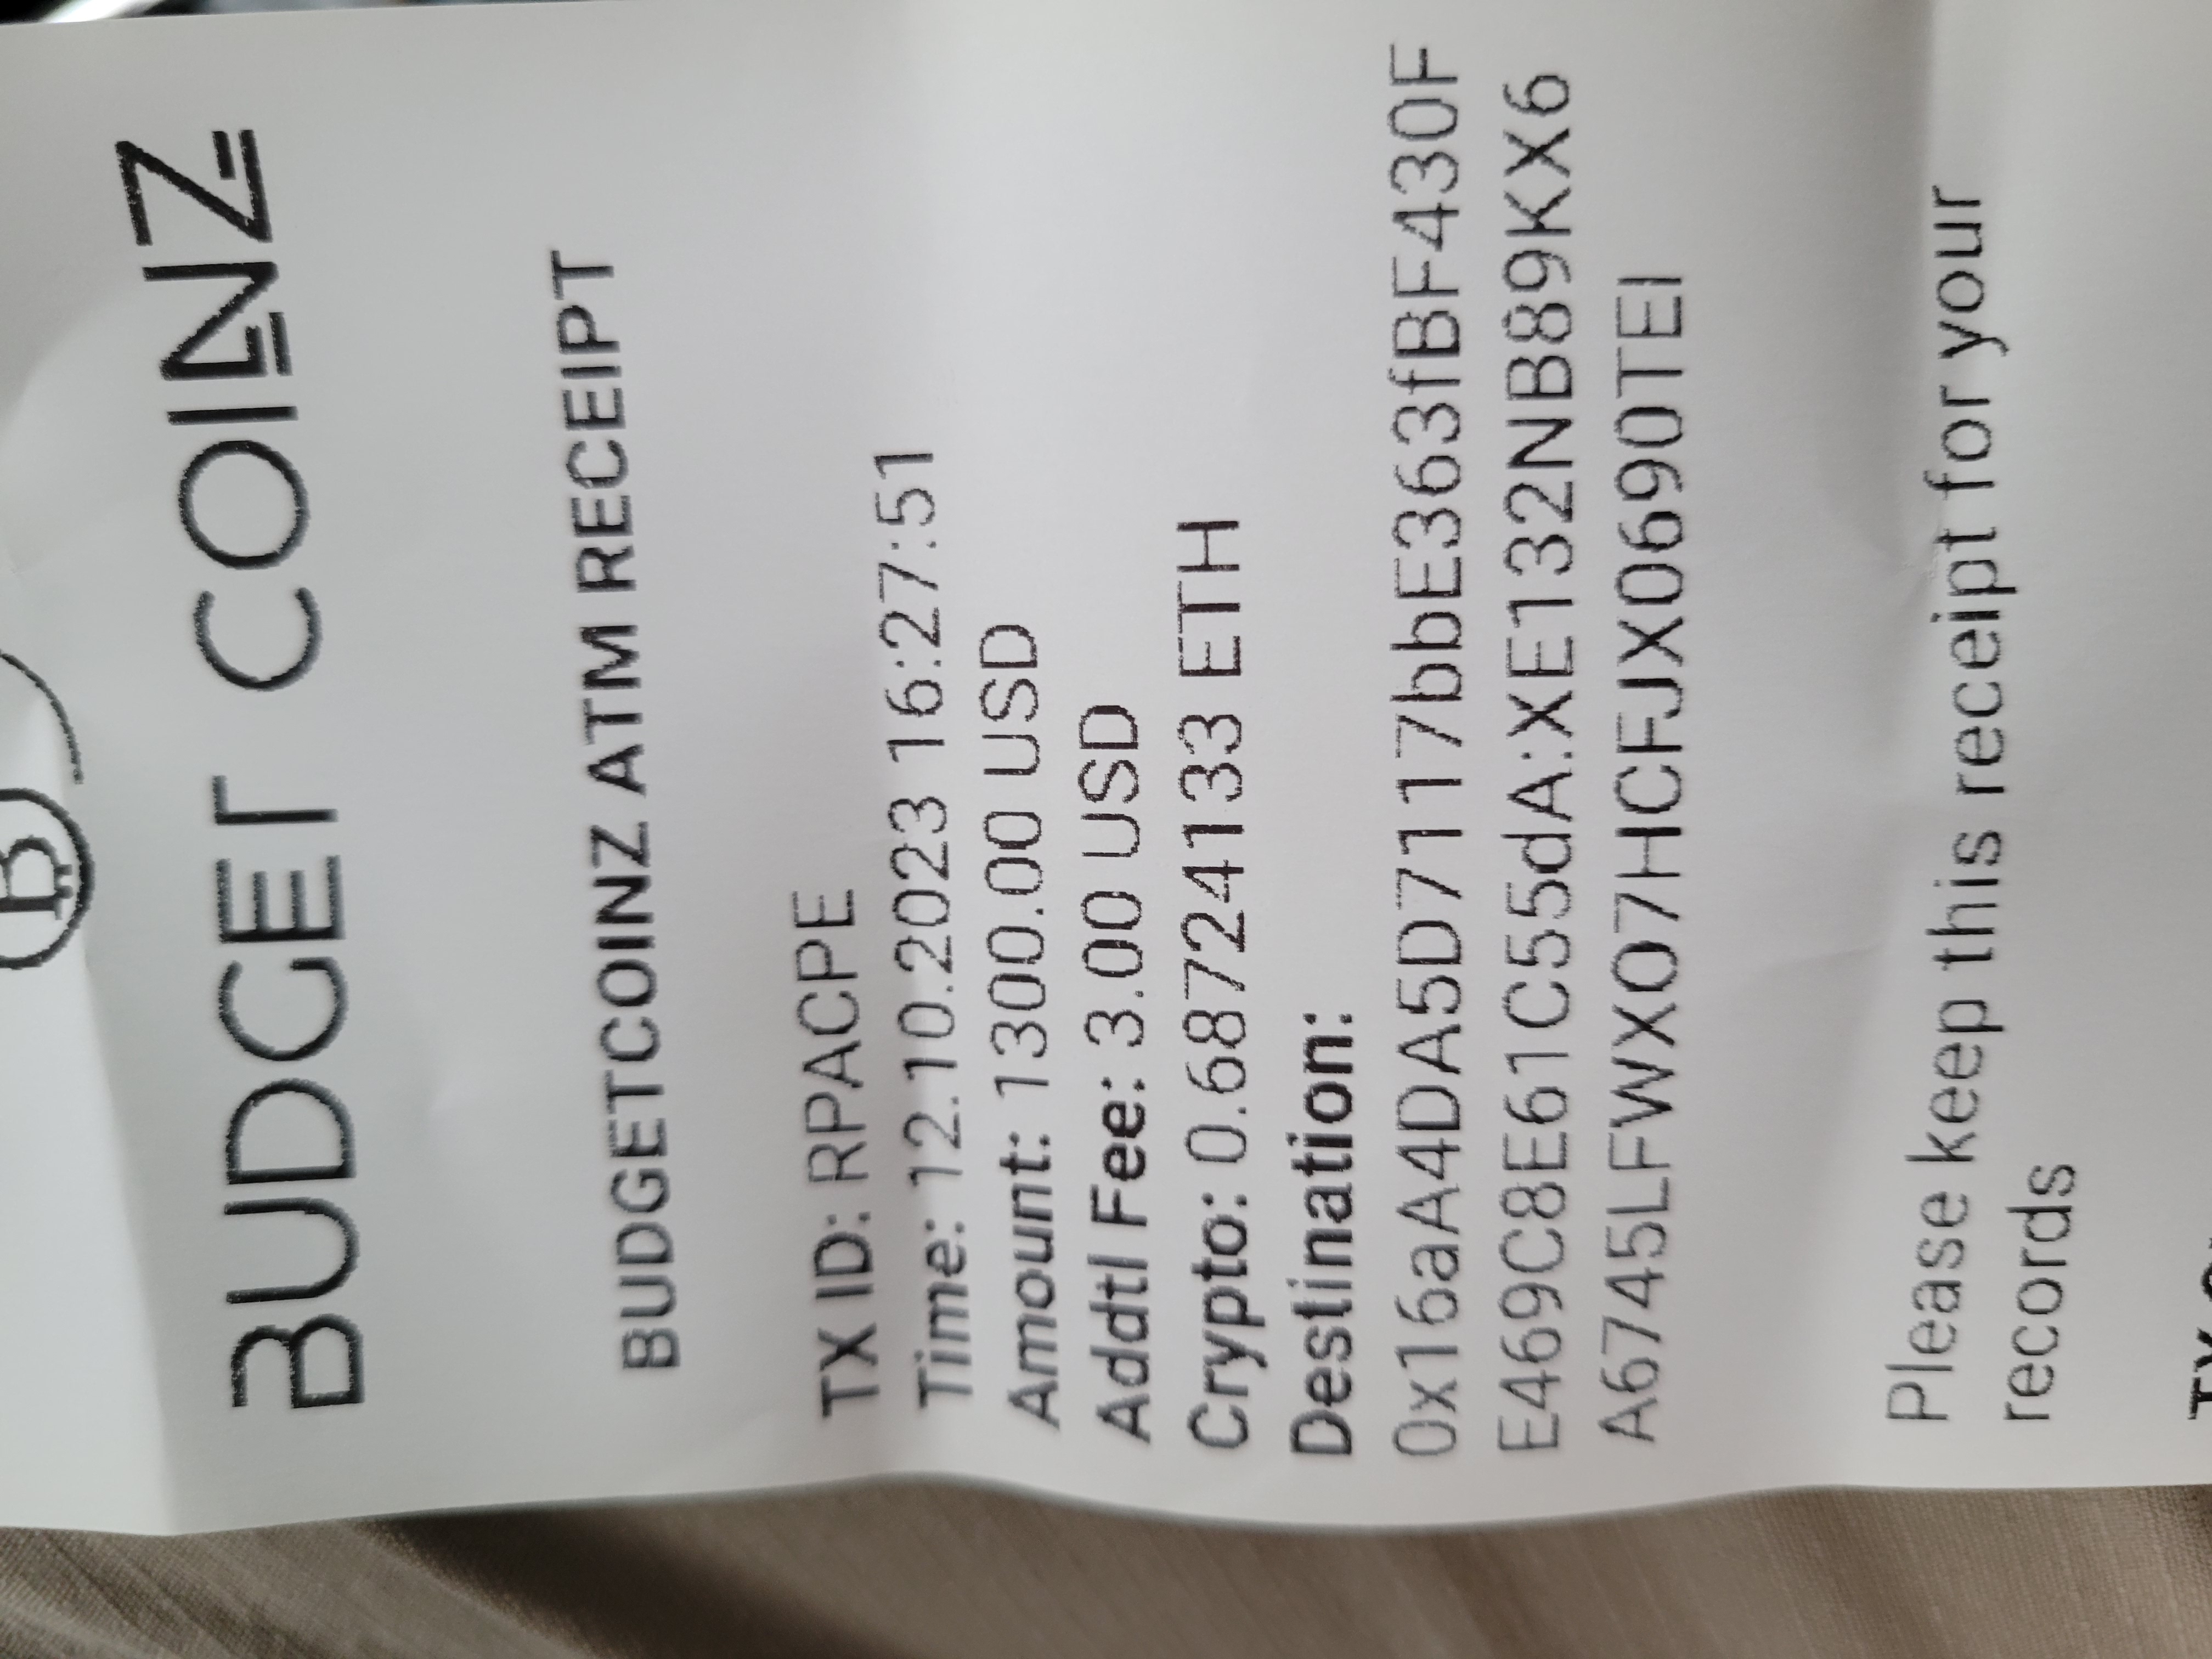 BUDGET COINZ
BUDGETCOINZ ATM RECEIPT
TX ID: RPACPE
Time: 12.10.2023 16:27:51
Amount: 1300.00 USD
Addtl Fee: 3.00 USD
Crypto: 0.68724133 ETH
Destination:
0x16aA4DA5D7117bbE363fBF430F
E469C8E61C55dA:XE132NB89KX6
A6745LFWXO7HCFJX0690TEI
Please keep this receipt for your
records